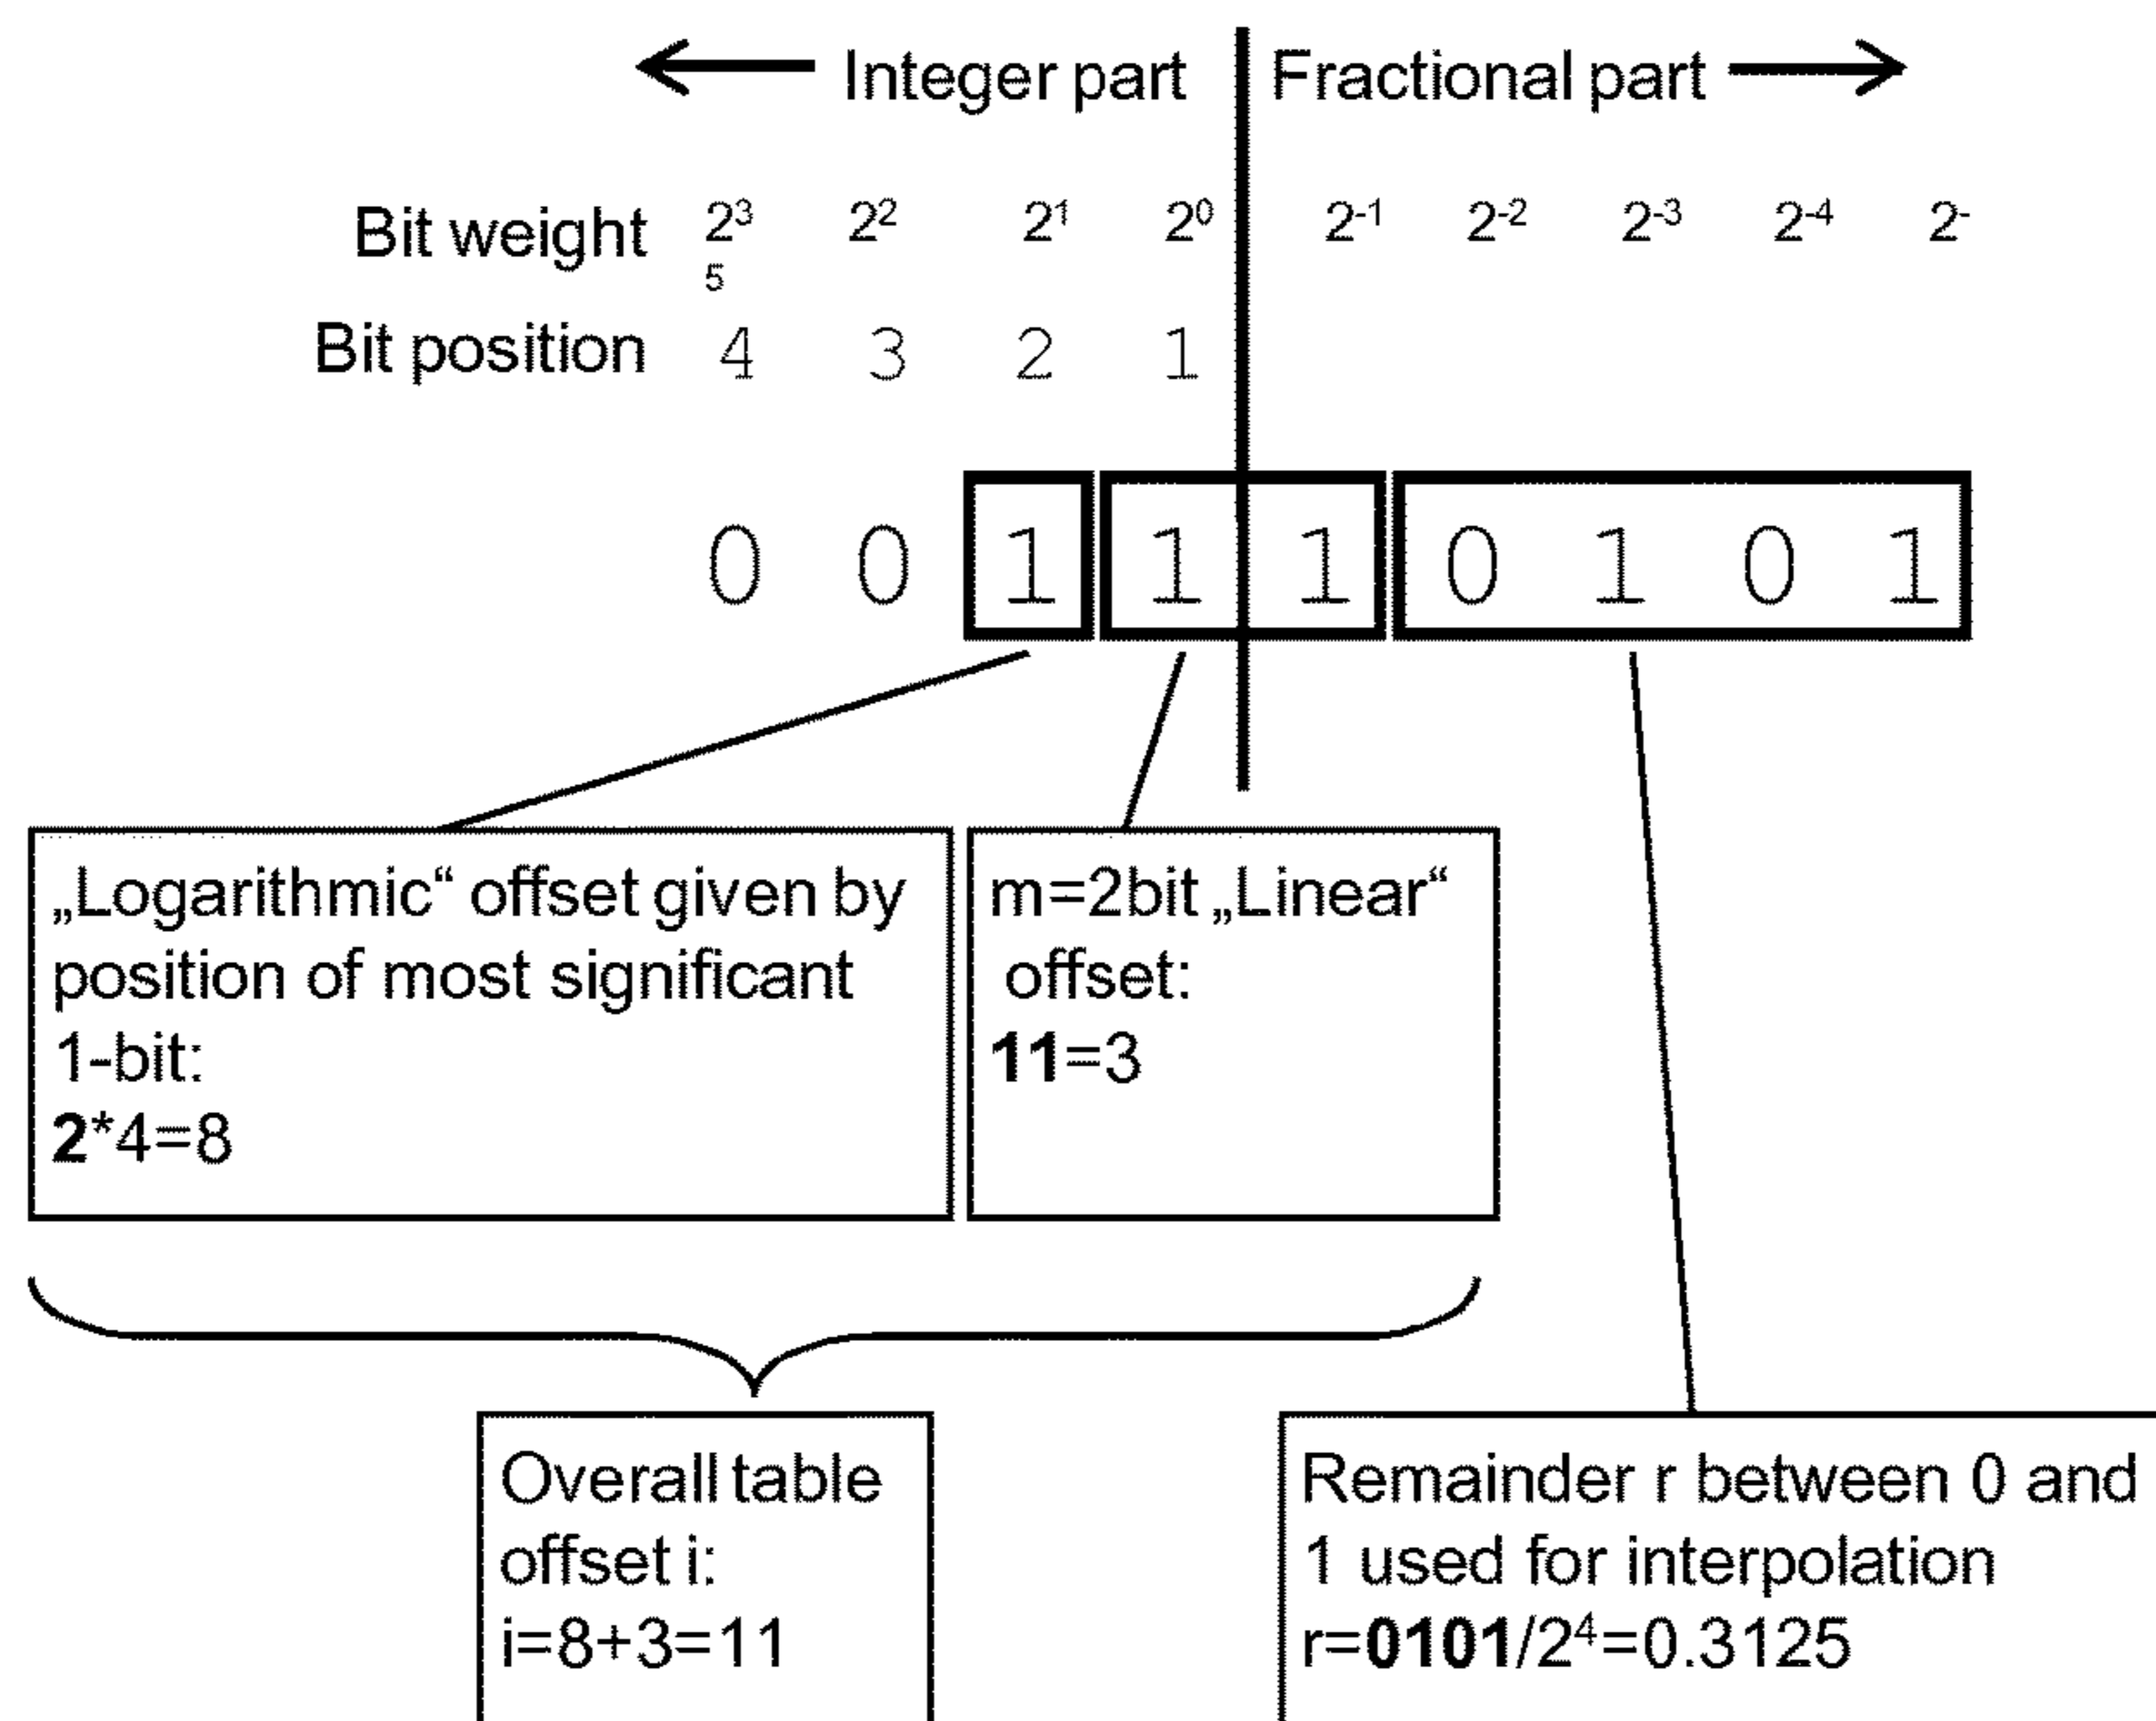 Integer part Fractional part
Bit weight 2³ 2² 2¹ 2⁰ 2⁻¹ 2⁻² 2⁻³ 2⁻⁴ 2⁻
5
Bit position 4 3 2 1
0 0 1 1 1 0 1 0 1
„Logarithmic“ offset given by
position of most significant
1-bit:
2*4=8
m=2bit „Linear“
offset:
11=3
Overall table
offset i:
i=8+3=11
Remainder r between 0 and
1 used for interpolation
r=0101/2⁴=0.3125